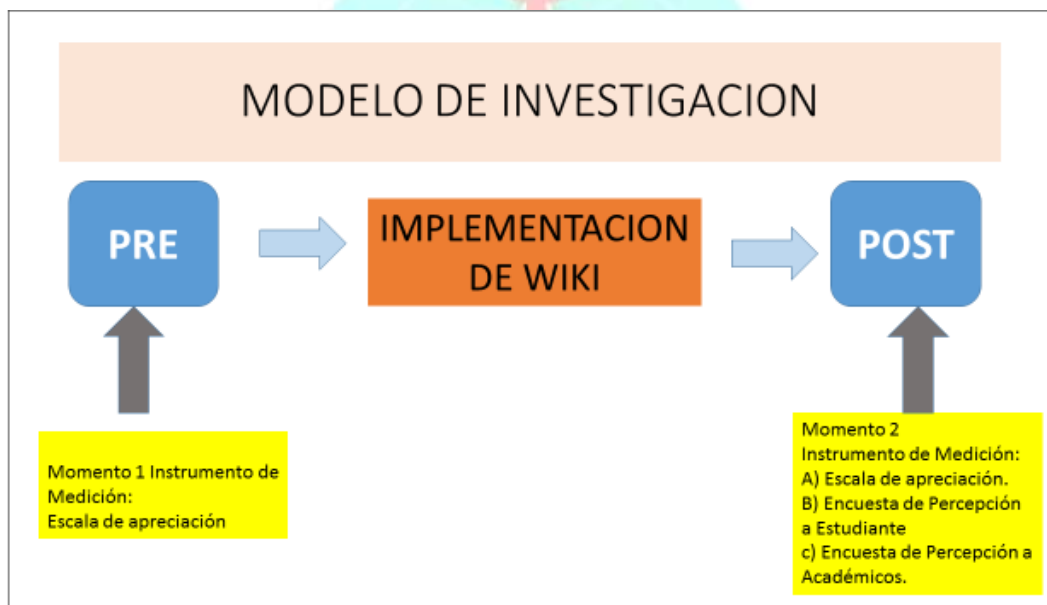 MODELO DE INVESTIGACION
PRE
IMPLEMENTACION
DE WIKI
POST
Momento 1 Instrumento de
Medición:
Escala de apreciación
Momento 2
Instrumento de Medición:
A) Escala de apreciación.
B) Encuesta de Percepción
a Estudiante
c) Encuesta de Percepción a
Académicos.